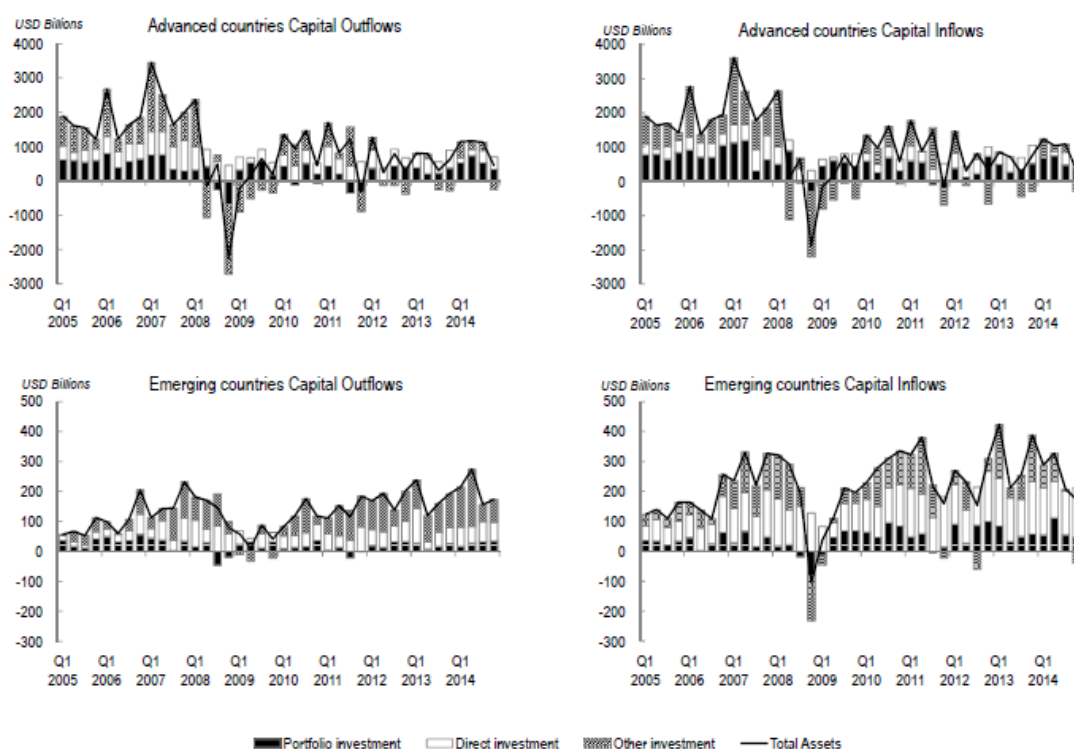 USD Billions Advanced countries Capital Outflows
4000
3000
2000
1000
0
-1000
-2000
-3000
Q1 Q1 Q1 Q1 Q1 Q1 Q1 Q1 Q1 Q1
2005 2006 2007 2008 2009 2010 2011 2012 2013 2014
USD Billions Advanced countries Capital Inflows
4000
3000
2000
1000
0
-1000
-2000
-3000
Q1 Q1 Q1 Q1 Q1 Q1 Q1 Q1 Q1 Q1
2005 2006 2007 2008 2009 2010 2011 2012 2013 2014
USD Billions Emerging countries Capital Outflows
500
400
300
200
100
0
-100
-200
-300
Q1 Q1 Q1 Q1 Q1 Q1 Q1 Q1 Q1 Q1
2005 2006 2007 2008 2009 2010 2011 2012 2013 2014
USD Billions Emerging countries Capital Inflows
500
400
300
200
100
0
-100
-200
-300
Q1 Q1 Q1 Q1 Q1 Q1 Q1 Q1 Q1 Q1
2005 2006 2007 2008 2009 2010 2011 2012 2013 2014
Portfolio investment Direct investment Other investment Total Assets